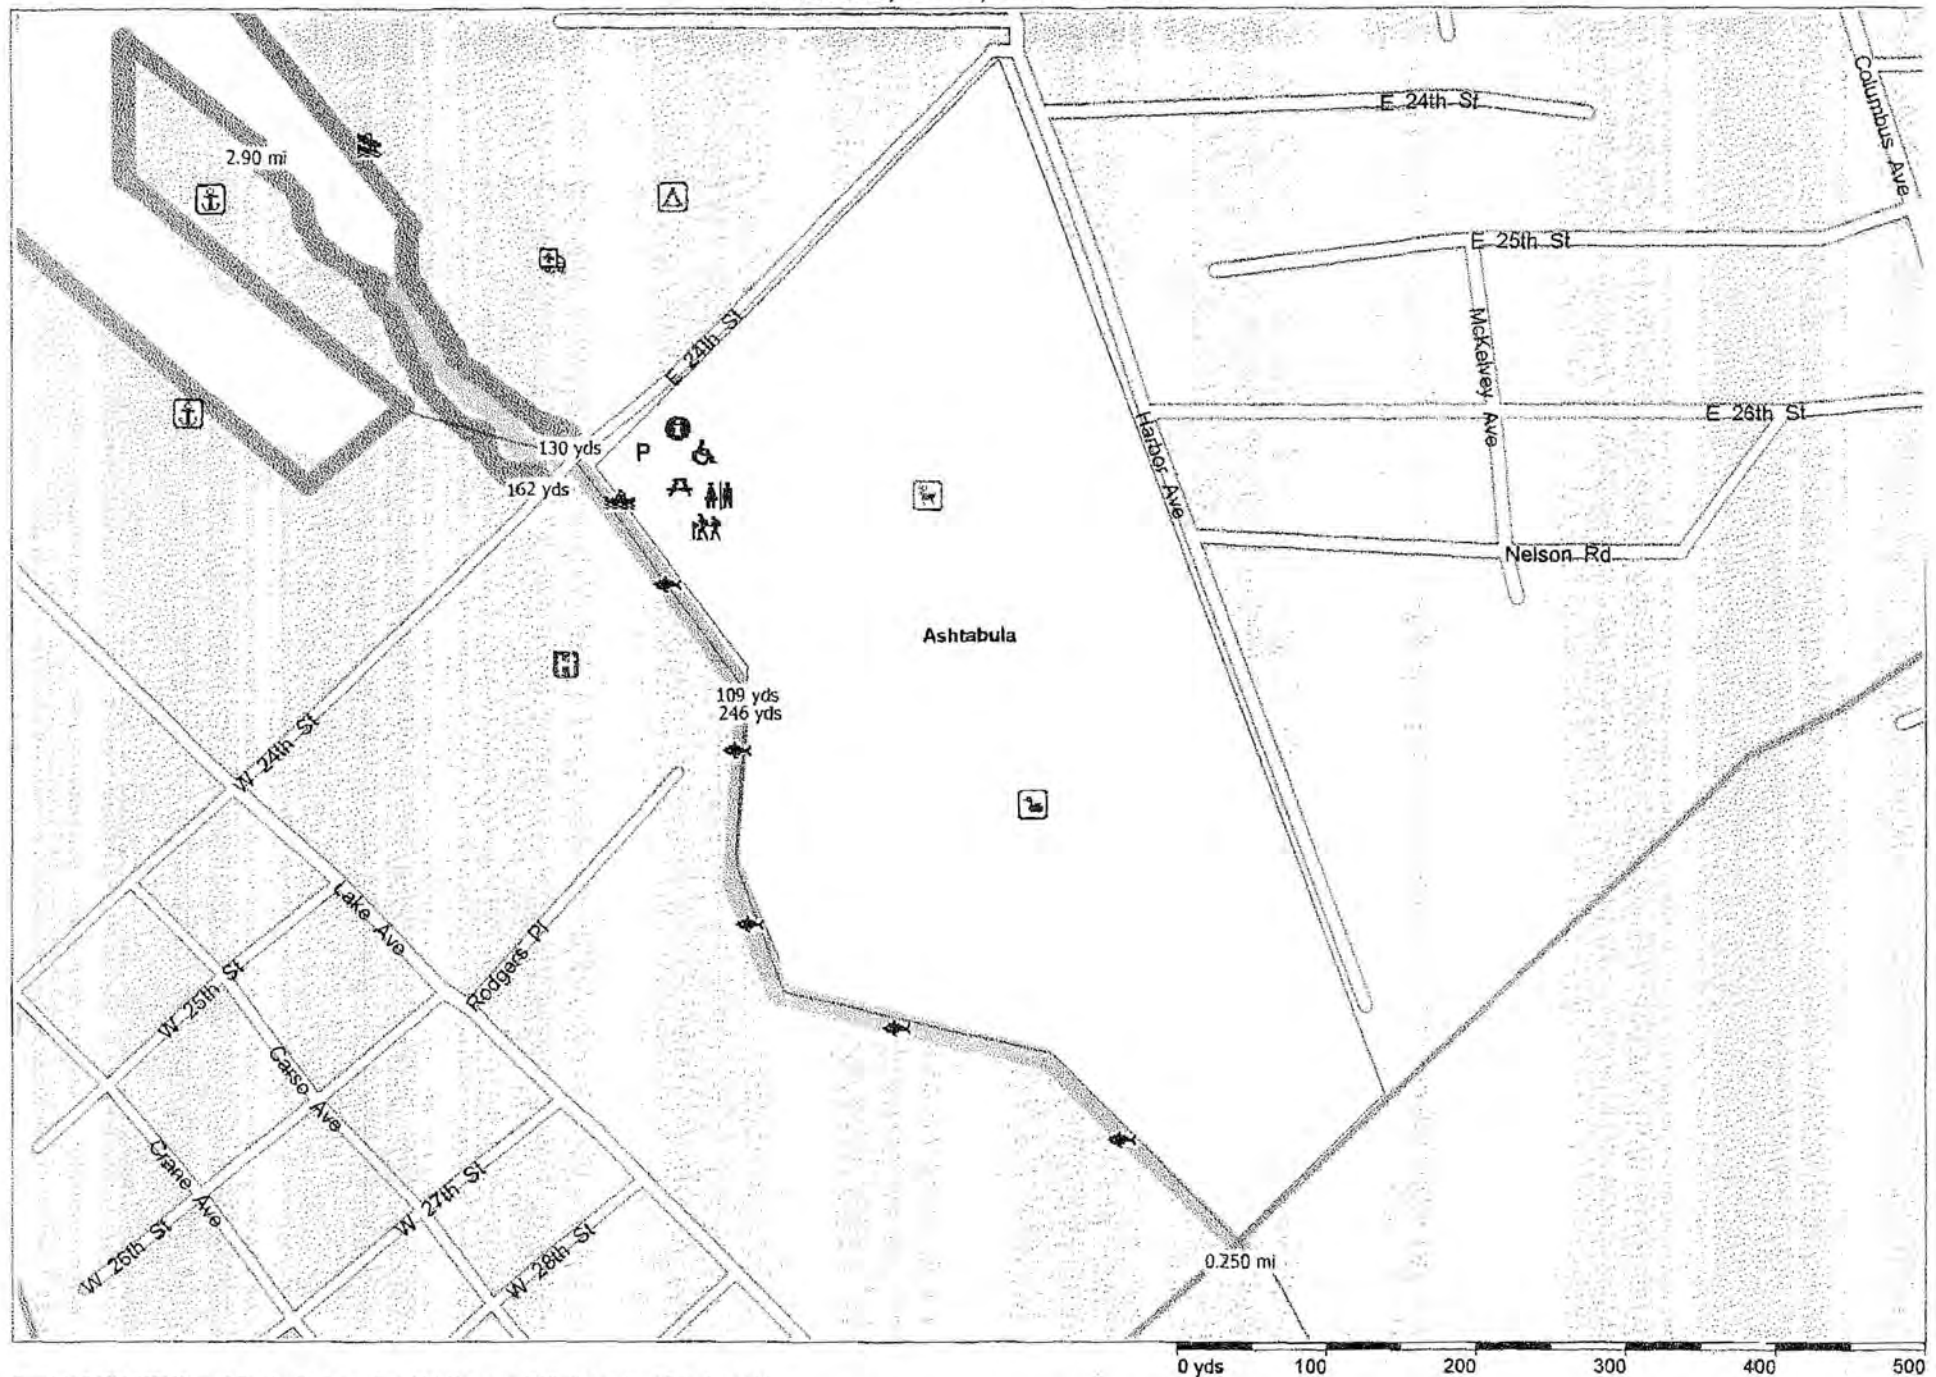 E 24th St
Columbus Ave
2.90 mi
E 25th St
E 24th St
McKelvey Ave
E 26th St
Harbor Ave
130 yds
P
162 yds
Nelson Rd
Ashtabula
H
109 yds
246 yds
W 24th St
Lake Ave
Rodgers Pl
W 25th St
Carso Ave
Crane Ave
W 27th St
W 26th St
W 28th St
0.250 mi
0 yds 100 200 300 400 500